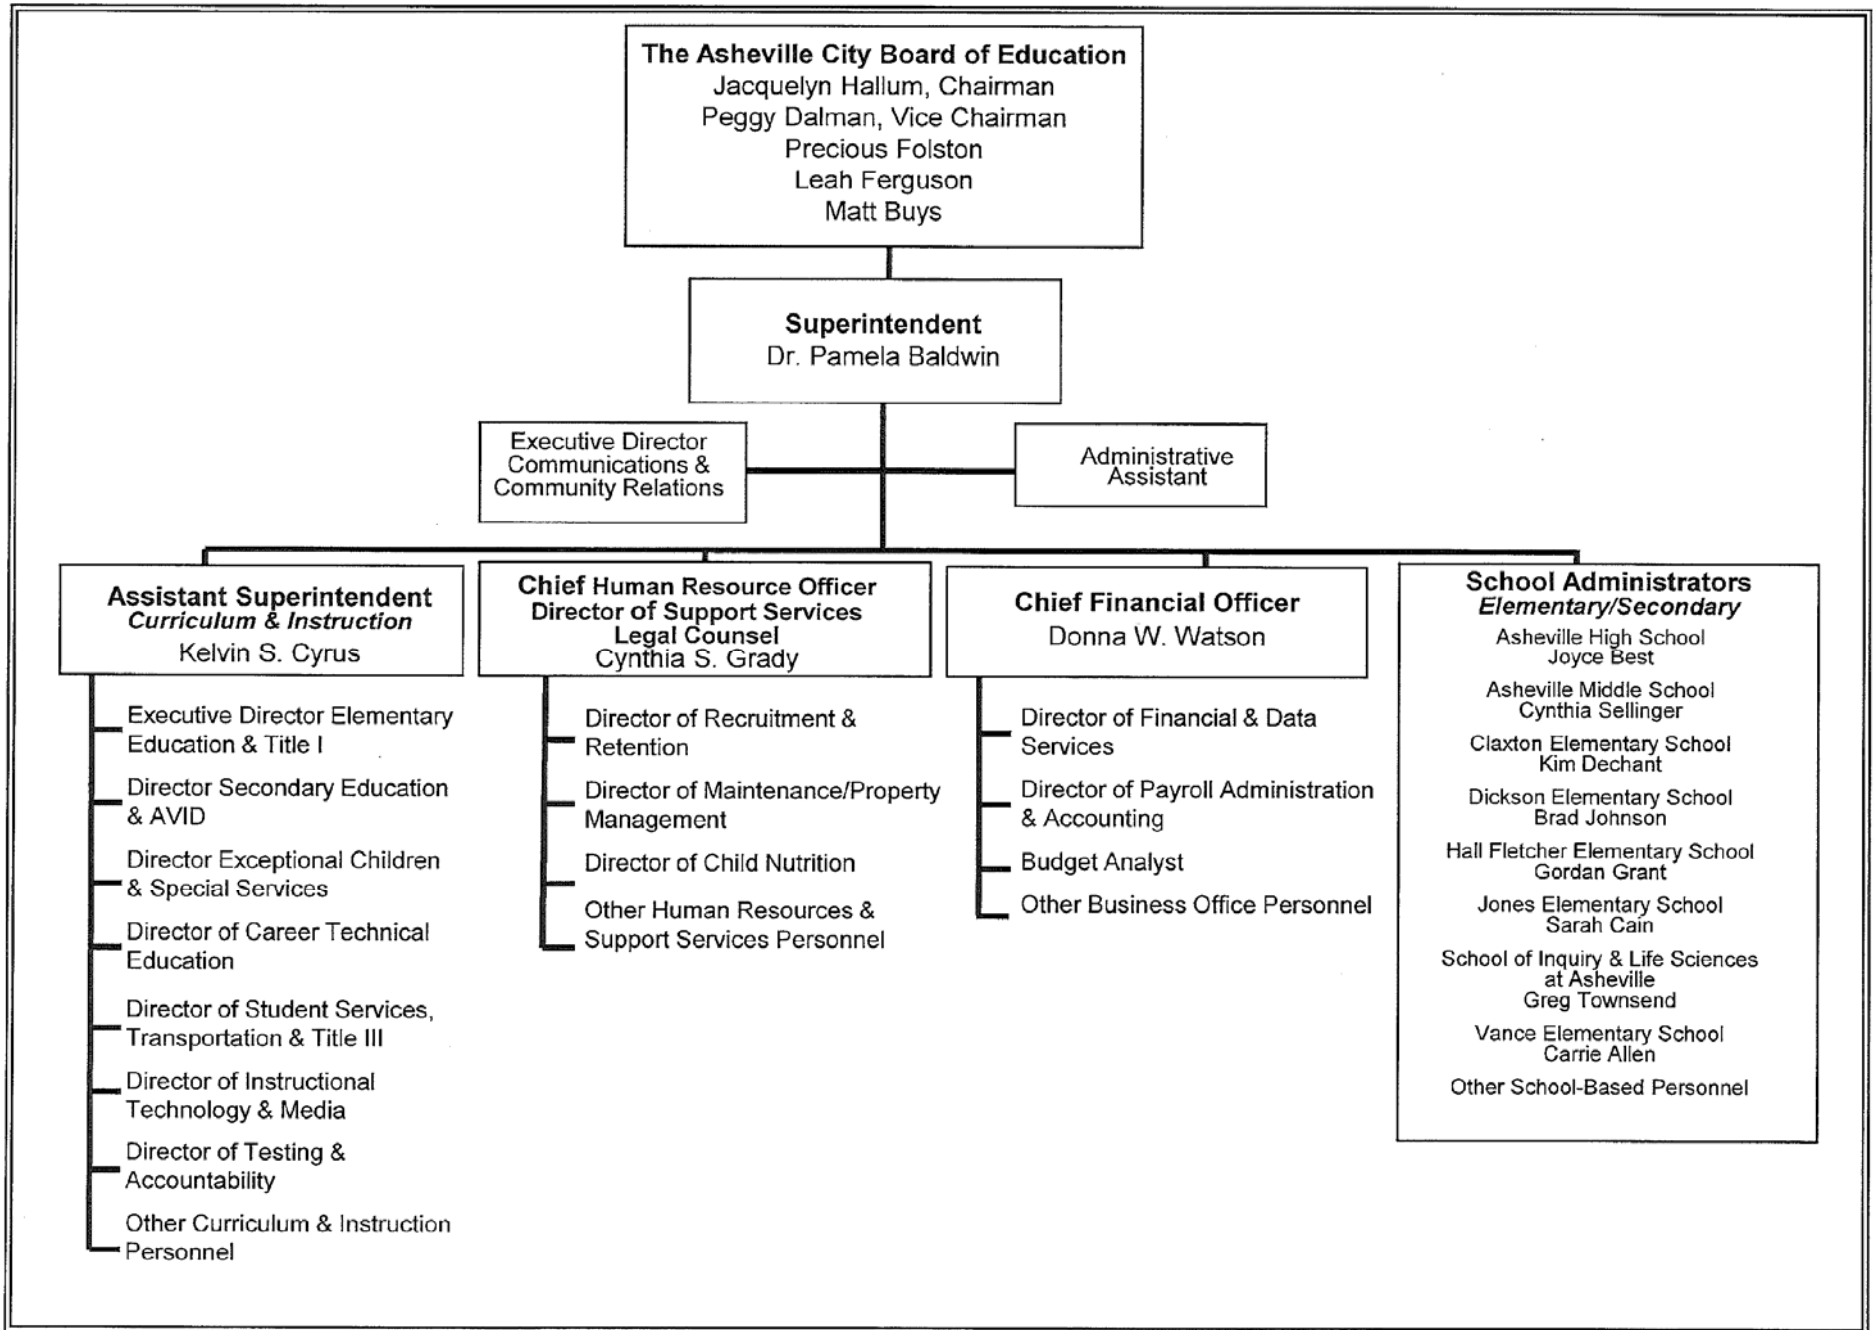 The Asheville City Board of Education
Jacquelyn Hallum, Chairman
Peggy Dalman, Vice Chairman
Precious Folston
Leah Ferguson
Matt Buys
Superintendent
Dr. Pamela Baldwin
Executive Director
Communications &
Community Relations
Administrative
Assistant
Assistant Superintendent
Curriculum & Instruction
Kelvin S. Cyrus
Executive Director Elementary
Education & Title I
Director Secondary Education
& AVID
Director Exceptional Children
& Special Services
Director of Career Technical
Education
Director of Student Services,
Transportation & Title III
Director of Instructional
Technology & Media
Director of Testing &
Accountability
Other Curriculum & Instruction
Personnel
Chief Human Resource Officer
Director of Support Services
Legal Counsel
Cynthia S. Grady
Director of Recruitment &
Retention
Director of Maintenance/Property
Management
Director of Child Nutrition
Other Human Resources &
Support Services Personnel
Chief Financial Officer
Donna W. Watson
Director of Financial & Data
Services
Director of Payroll Administration
& Accounting
Budget Analyst
Other Business Office Personnel
School Administrators
Elementary/Secondary
Asheville High School
Joyce Best
Asheville Middle School
Cynthia Sellinger
Claxton Elementary School
Kim Dechant
Dickson Elementary School
Brad Johnson
Hall Fletcher Elementary School
Gordan Grant
Jones Elementary School
Sarah Cain
School of Inquiry & Life Sciences
at Asheville
Greg Townsend
Vance Elementary School
Carrie Allen
Other School-Based Personnel